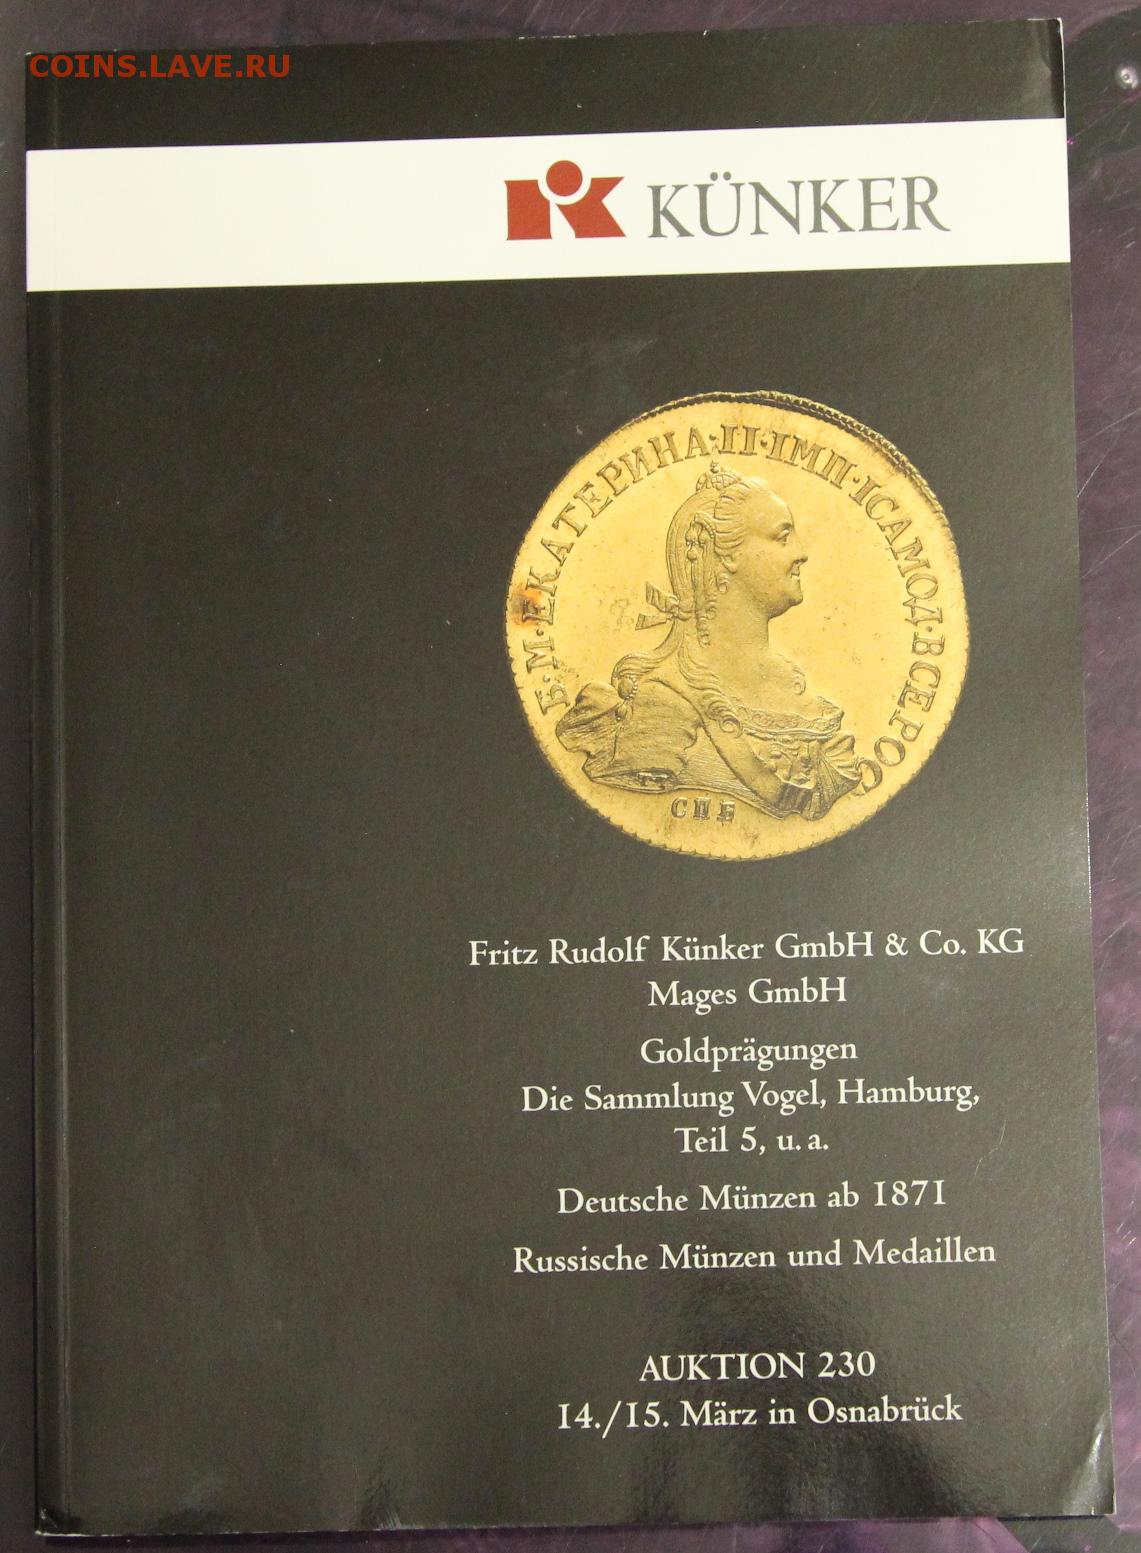 COINS.LAVE.RU
KÜNKER
Б·М·ЕКАТЕРИНА·II·IМП·IСАМОД·ВСЕРОС
СПБ
Fritz Rudolf Künker GmbH & Co. KG
Mages GmbH
Goldprägungen
Die Sammlung Vogel, Hamburg,
Teil 5, u. a.
Deutsche Münzen ab 1871
Russische Münzen und Medaillen
AUKTION 230
14./15. März in Osnabrück